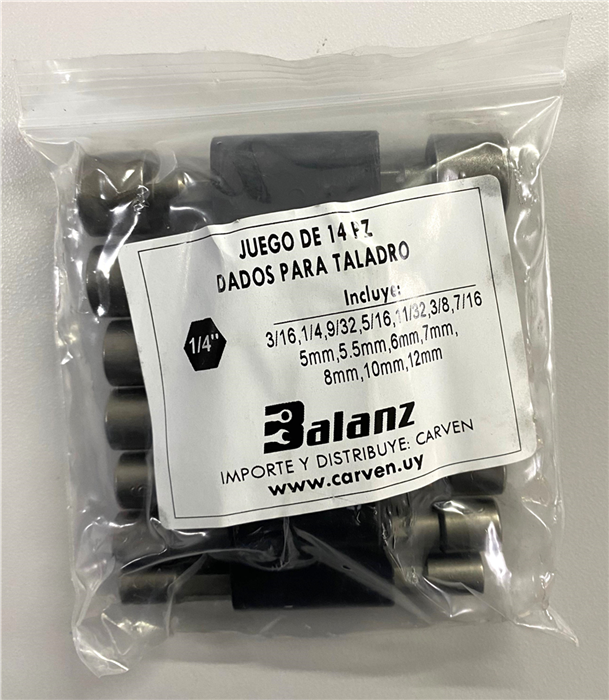 JUEGO DE 14 PZ
DADOS PARA TALADRO
Incluye:
1/4"
3/16,1/4,9/32,5/16,11/32,3/8,7/16
5mm,5.5mm,6mm,7mm,
8mm,10mm,12mm
Balanz
IMPORTE Y DISTRIBUYE: CARVEN
www.carven.uy